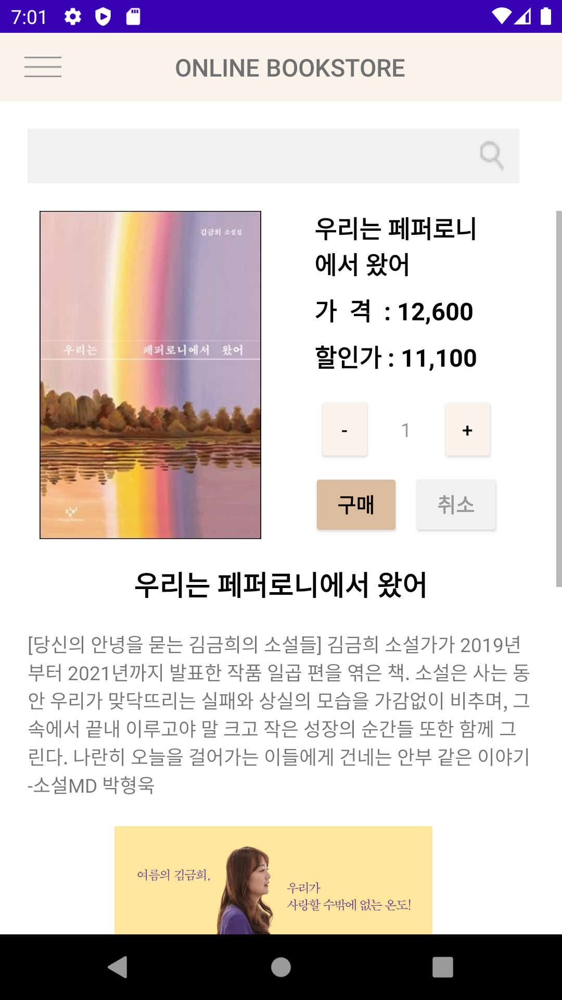 7:01
ONLINE BOOKSTORE
김금희 소설집
우리는 페퍼로니에서 왔어
우리는 페퍼로니
에서 왔어
가 격 : 12,600
할인가 : 11,100
- 1 +
구매 취소
우리는 페퍼로니에서 왔어
[당신의 안녕을 묻는 김금희의 소설들] 김금희 소설가가 2019년
부터 2021년까지 발표한 작품 일곱 편을 엮은 책. 소설은 사는 동
안 우리가 맞닥뜨리는 실패와 상실의 모습을 가감없이 비추며, 그
속에서 끝내 이루고야 말 크고 작은 성장의 순간들 또한 함께 그
린다. 나란히 오늘을 걸어가는 이들에게 건네는 안부 같은 이야기
-소설MD 박형욱
여름의 김금희,
우리가
사랑할 수밖에 없는 온도!